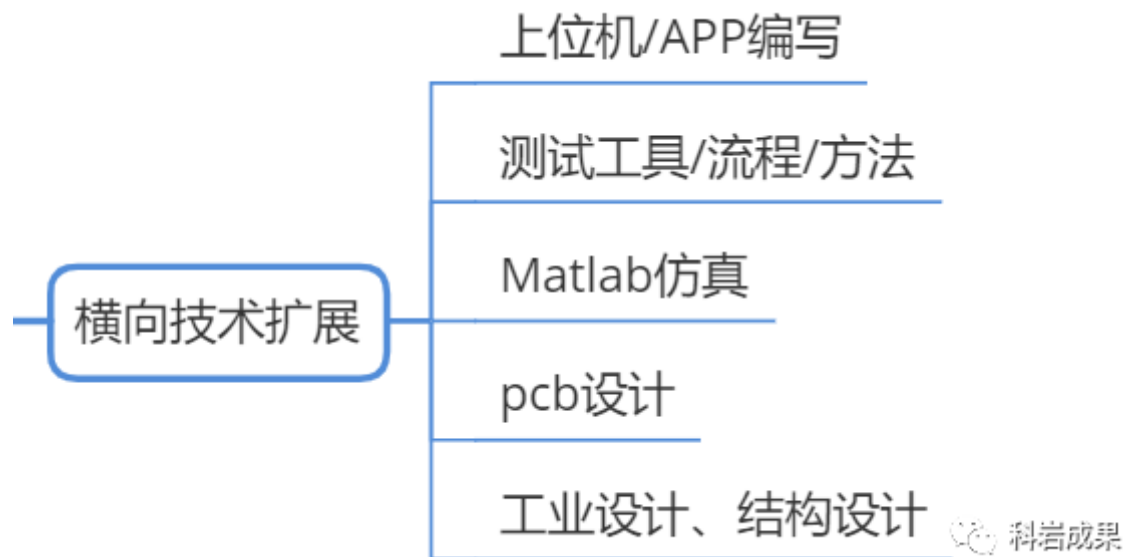 上位机/APP编写
测试工具/流程/方法
Matlab仿真
横向技术扩展
pcb设计
工业设计、结构设计
科岩成果